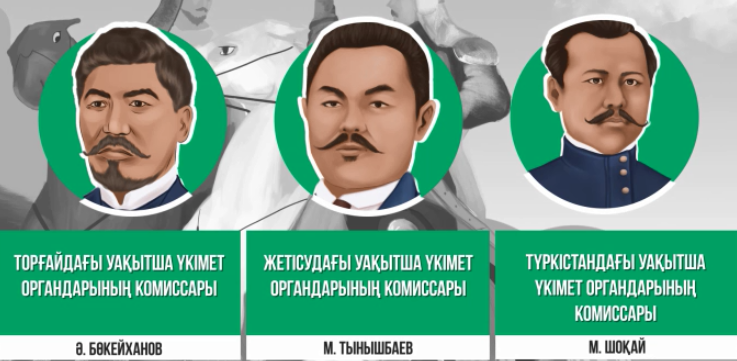 ТОРҒАЙДАҒЫ УАҚЫТША ҮКІМЕТ
ОРГАНДАРЫНЫҢ КОМИССАРЫ
Ә. БӨКЕЙХАНОВ
ЖЕТІСУДАҒЫ УАҚЫТША ҮКІМЕТ
ОРГАНДАРЫНЫҢ КОМИССАРЫ
М. ТЫНЫШБАЕВ
ТҮРКІСТАНДАҒЫ УАҚЫТША
ҮКІМЕТ ОРГАНДАРЫНЫҢ
КОМИССАРЫ
М. ШОҚАЙ